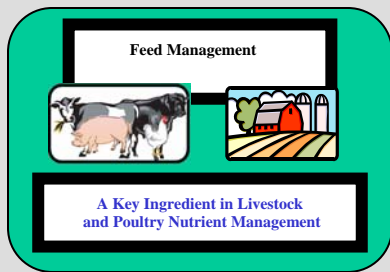 Feed Management
A Key Ingredient in Livestock
and Poultry Nutrient Management